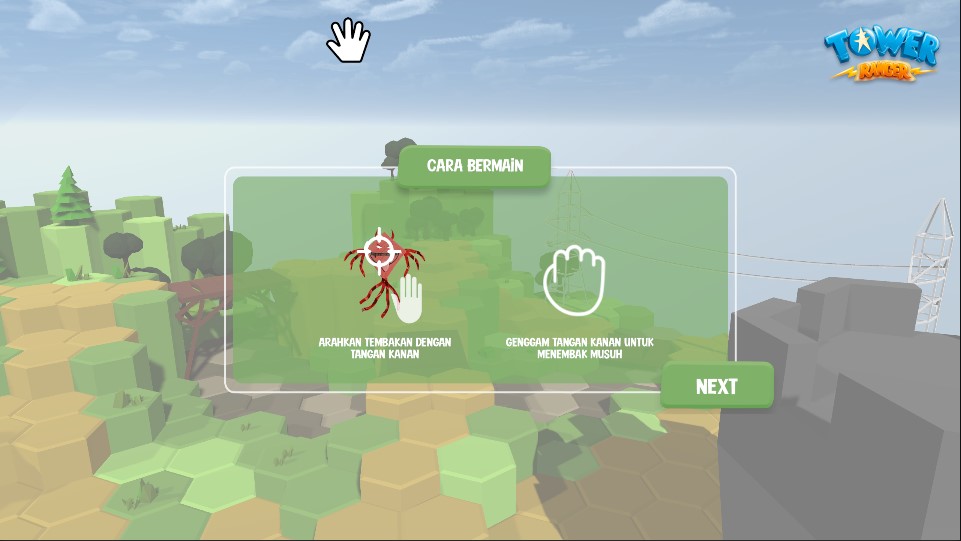 TOWER
RANGER
CARA BERMAIN
ARAHKAN TEMBAKAN DENGAN
TANGAN KANAN
GENGGAM TANGAN KANAN UNTUK
MENEMBAK MUSUH
NEXT